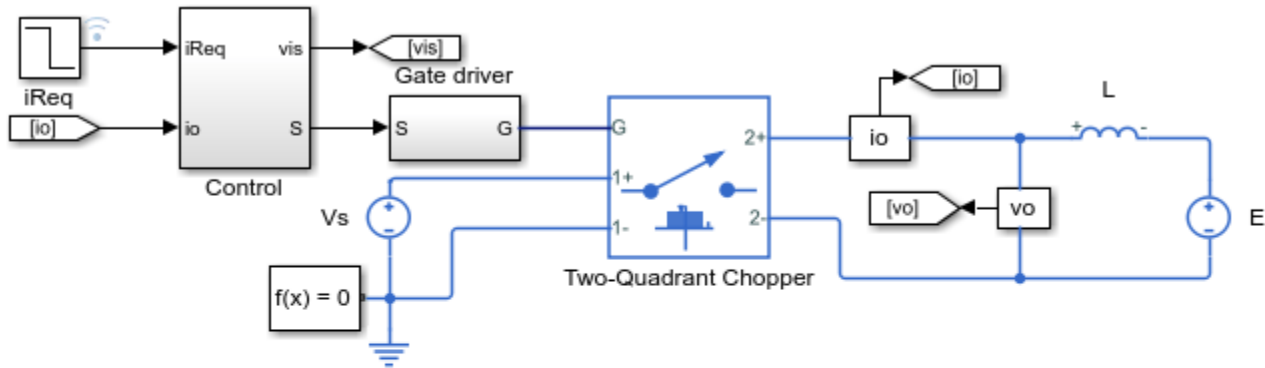 iReq
[io]
iReq
io
vis
S
Control
[vis]
Gate driver
S
G
Vs
f(x) = 0
G
1+
1-
2+
2-
+
-
Two-Quadrant Chopper
io
[io]
[vo]
vo
L
+
-
+
-
E